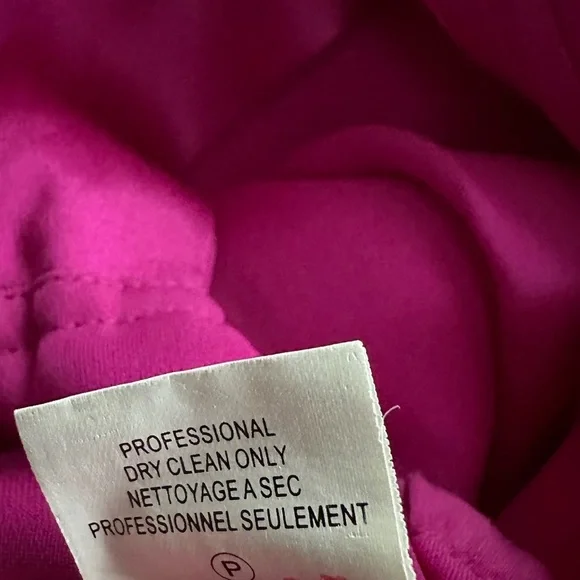 PROFESSIONAL
DRY CLEAN ONLY
NETTOYAGE A SEC
PROFESSIONNEL SEULEMENT
P